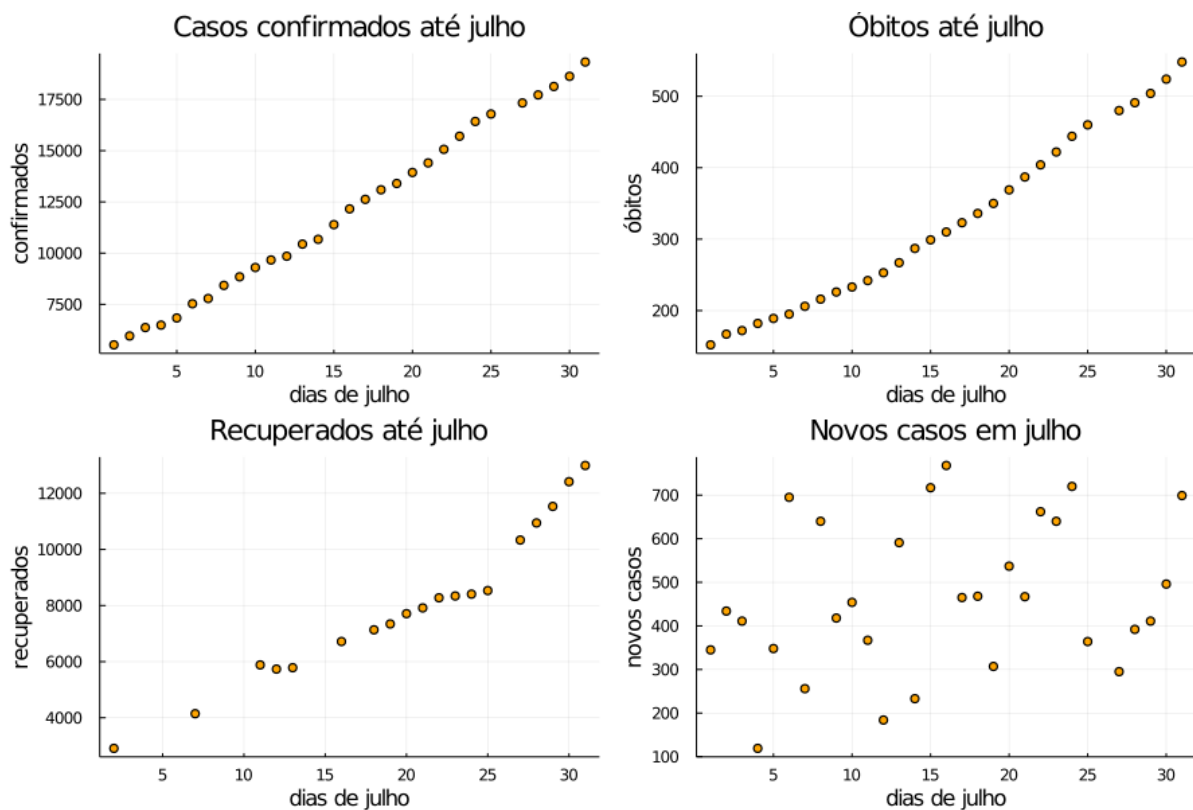 Casos confirmados até julho
confirmados
17500
15000
12500
10000
7500
5 10 15 20 25 30
dias de julho
Óbitos até julho
óbitos
500
400
300
200
5 10 15 20 25 30
dias de julho
Recuperados até julho
recuperados
12000
10000
8000
6000
4000
5 10 15 20 25 30
dias de julho
Novos casos em julho
novos casos
700
600
500
400
300
200
100
5 10 15 20 25 30
dias de julho